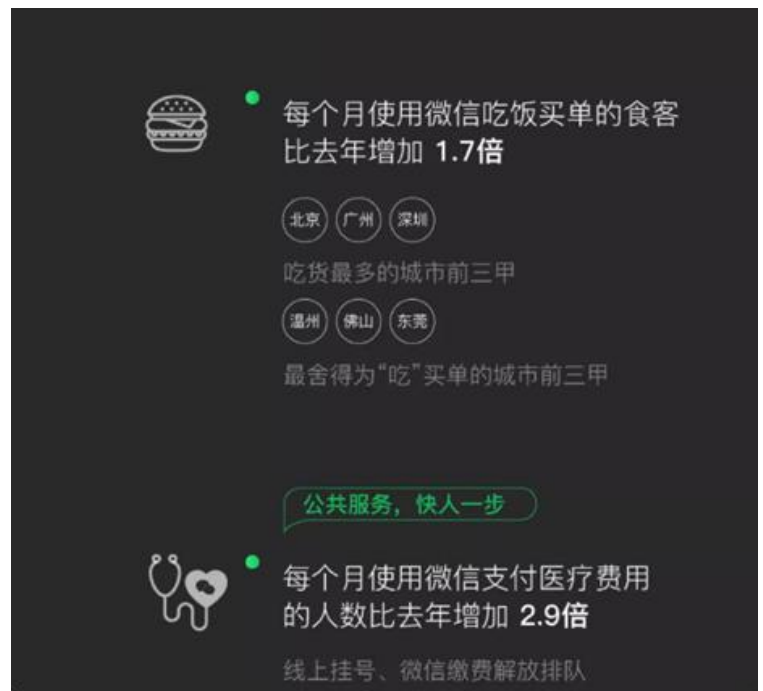 每个月使用微信吃饭买单的食客
比去年增加 1.7倍
北京 广州 深圳
吃货最多的城市前三甲
温州 佛山 东莞
最舍得为“吃”买单的城市前三甲
公共服务，快人一步
每个月使用微信支付医疗费用
的人数比去年增加 2.9倍
线上挂号、微信缴费解放排队